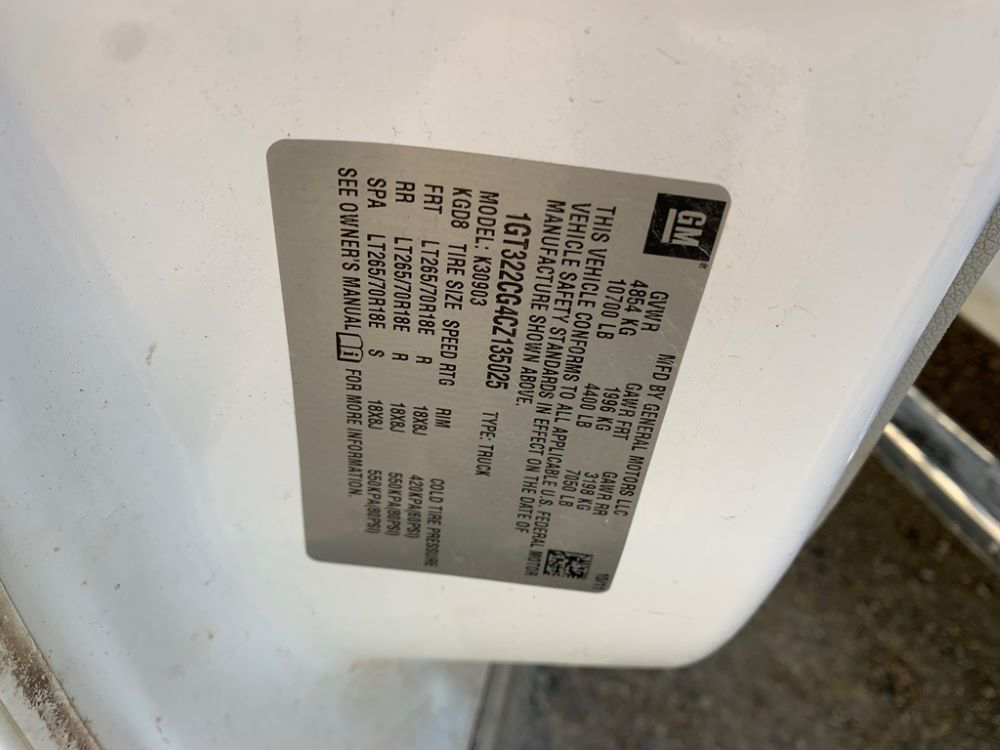 GM®
MFD BY GENERAL MOTORS LLC 10/11
GVWR GAWR FRT GAWR RR
4854 KG 1996 KG 3198 KG
10700 LB 4400 LB 7050 LB
THIS VEHICLE CONFORMS TO ALL APPLICABLE U.S. FEDERAL MOTOR
VEHICLE SAFETY STANDARDS IN EFFECT ON THE DATE OF
MANUFACTURE SHOWN ABOVE.
1GT322CG4CZ135025 TYPE: TRUCK
MODEL: K30903
KGD8 TIRE SIZE SPEED RTG RIM COLD TIRE PRESSURE
FRT LT265/70R18E R 18X8J 420KPA(60PSI)
RR LT265/70R18E R 18X8J 550KPA(80PSI)
SPA LT265/70R18E S 18X8J 550KPA(80PSI)
SEE OWNER'S MANUAL FOR MORE INFORMATION.